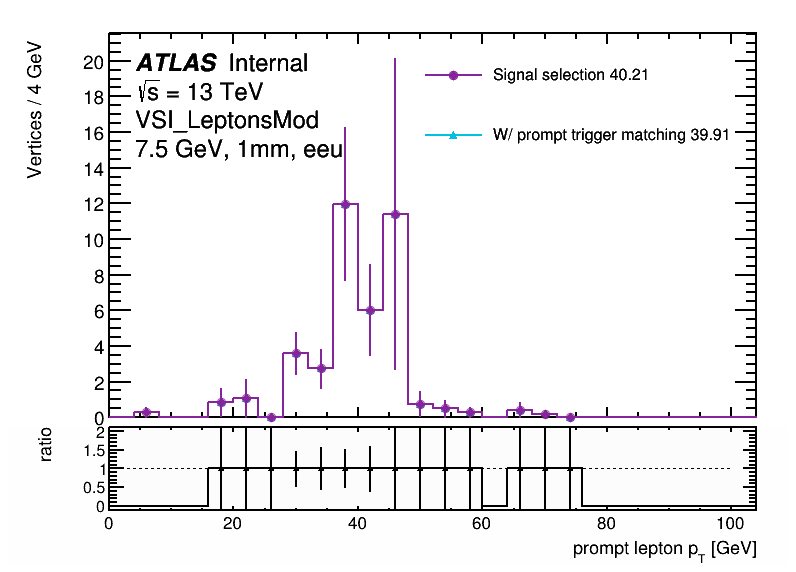 ATLAS Internal
√s = 13 TeV
VSI_LeptonsMod
7.5 GeV, 1mm, eeu
Signal selection 40.21
W/ prompt trigger matching 39.91
Vertices / 4 GeV
20
18
16
14
12
10
8
6
4
2
0
ratio
2
1.5
1
0.5
0
0 20 40 60 80 100
prompt lepton p_T [GeV]